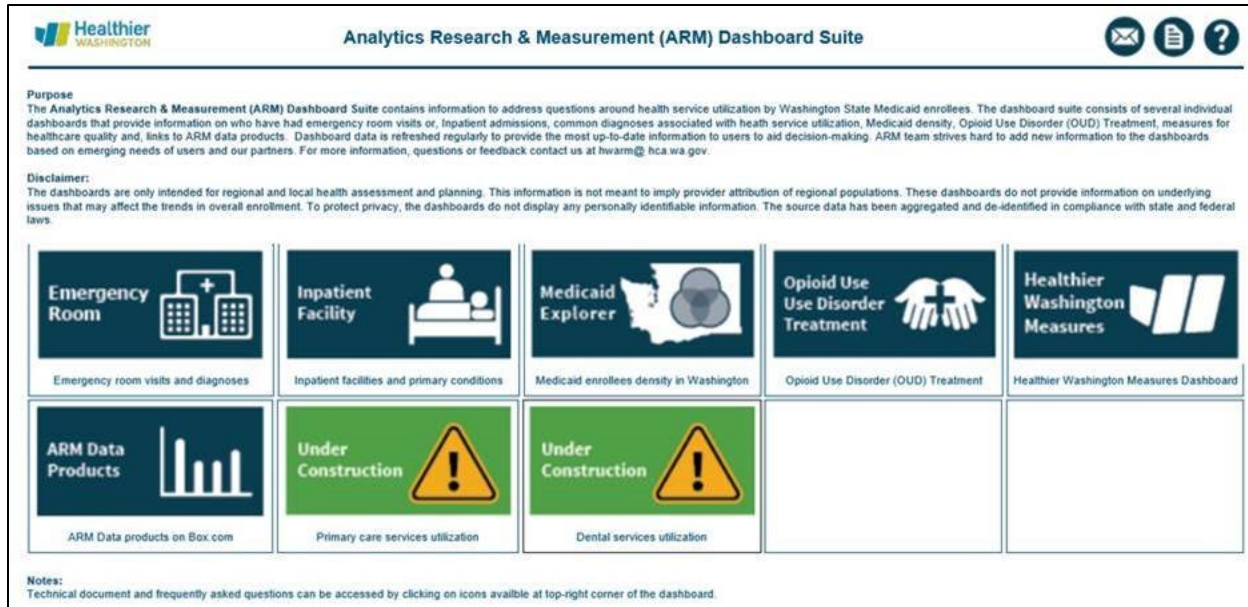 Healthier
WASHINGTON
Analytics Research & Measurement (ARM) Dashboard Suite
?
Purpose
The Analytics Research & Measurement (ARM) Dashboard Suite contains information to address questions around health service utilization by Washington State Medicaid enrollees. The dashboard suite consists of several individual
dashboards that provide information on who have had emergency room visits or, Inpatient admissions, common diagnoses associated with heath service utilization, Medicaid density, Opioid Use Disorder (OUD) Treatment, measures for
healthcare quality and, links to ARM data products. Dashboard data is refreshed regularly to provide the most up-to-date information to users to aid decision-making. ARM team strives hard to add new information to the dashboards
based on emerging needs of users and our partners. For more information, questions or feedback contact us at hwarm@ hca.wa.gov.
Disclaimer:
The dashboards are only intended for regional and local health assessment and planning. This information is not meant to imply provider attribution of regional populations. These dashboards do not provide information on underlying
issues that may affect the trends in overall enrollment. To protect privacy, the dashboards do not display any personally identifiable information. The source data has been aggregated and de-identified in compliance with state and federal
laws.
Emergency
Room
Emergency room visits and diagnoses
Inpatient
Facility
Inpatient facilities and primary conditions
Medicaid
Explorer
Medicaid enrollees density in Washington
Opioid Use
Use Disorder
Treatment
Opioid Use Disorder (OUD) Treatment
Healthier
Washington
Measures
Healthier Washington Measures Dashboard
ARM Data
Products
ARM Data products on Box.com
Under
Construction
!
Primary care services utilization
Under
Construction
!
Dental services utilization
Notes:
Technical document and frequently asked questions can be accessed by clicking on icons availble at top-right corner of the dashboard.